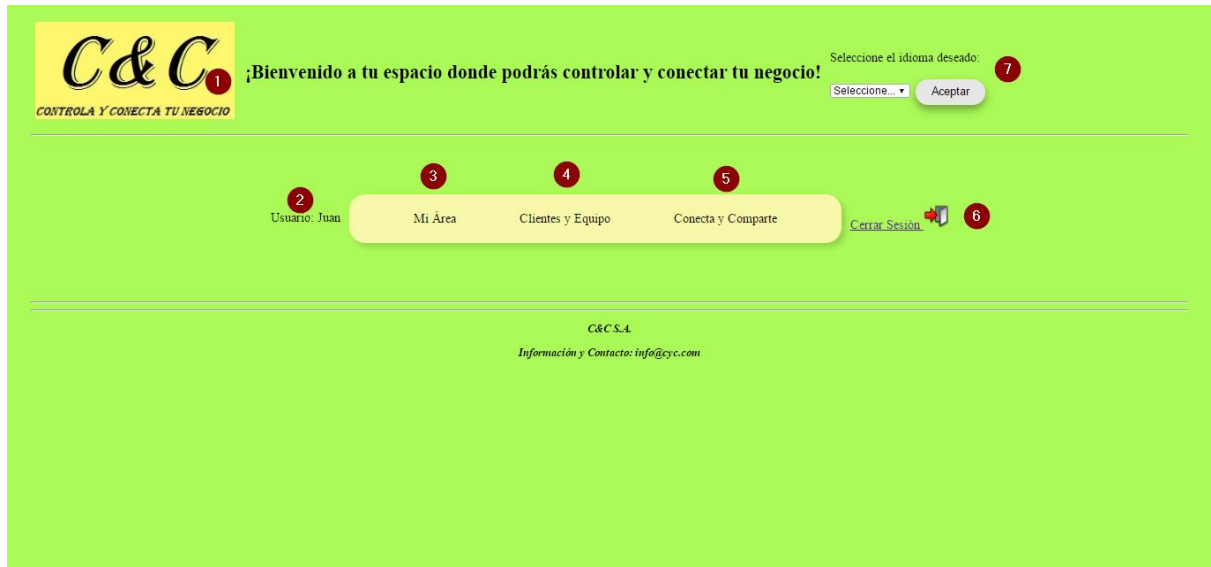 C&C
CONTROLA Y CONECTA TU NEGOCIO
1
¡Bienvenido a tu espacio donde podrás controlar y conectar tu negocio!
Seleccione el idioma deseado:
7
Seleccione...
Aceptar
3
4
5
2
Usuario: Juan
Mi Área
Clientes y Equipo
Conecta y Comparte
Cerrar Sesión
6
C&C S.A.
Información y Contacto: info@cyc.com